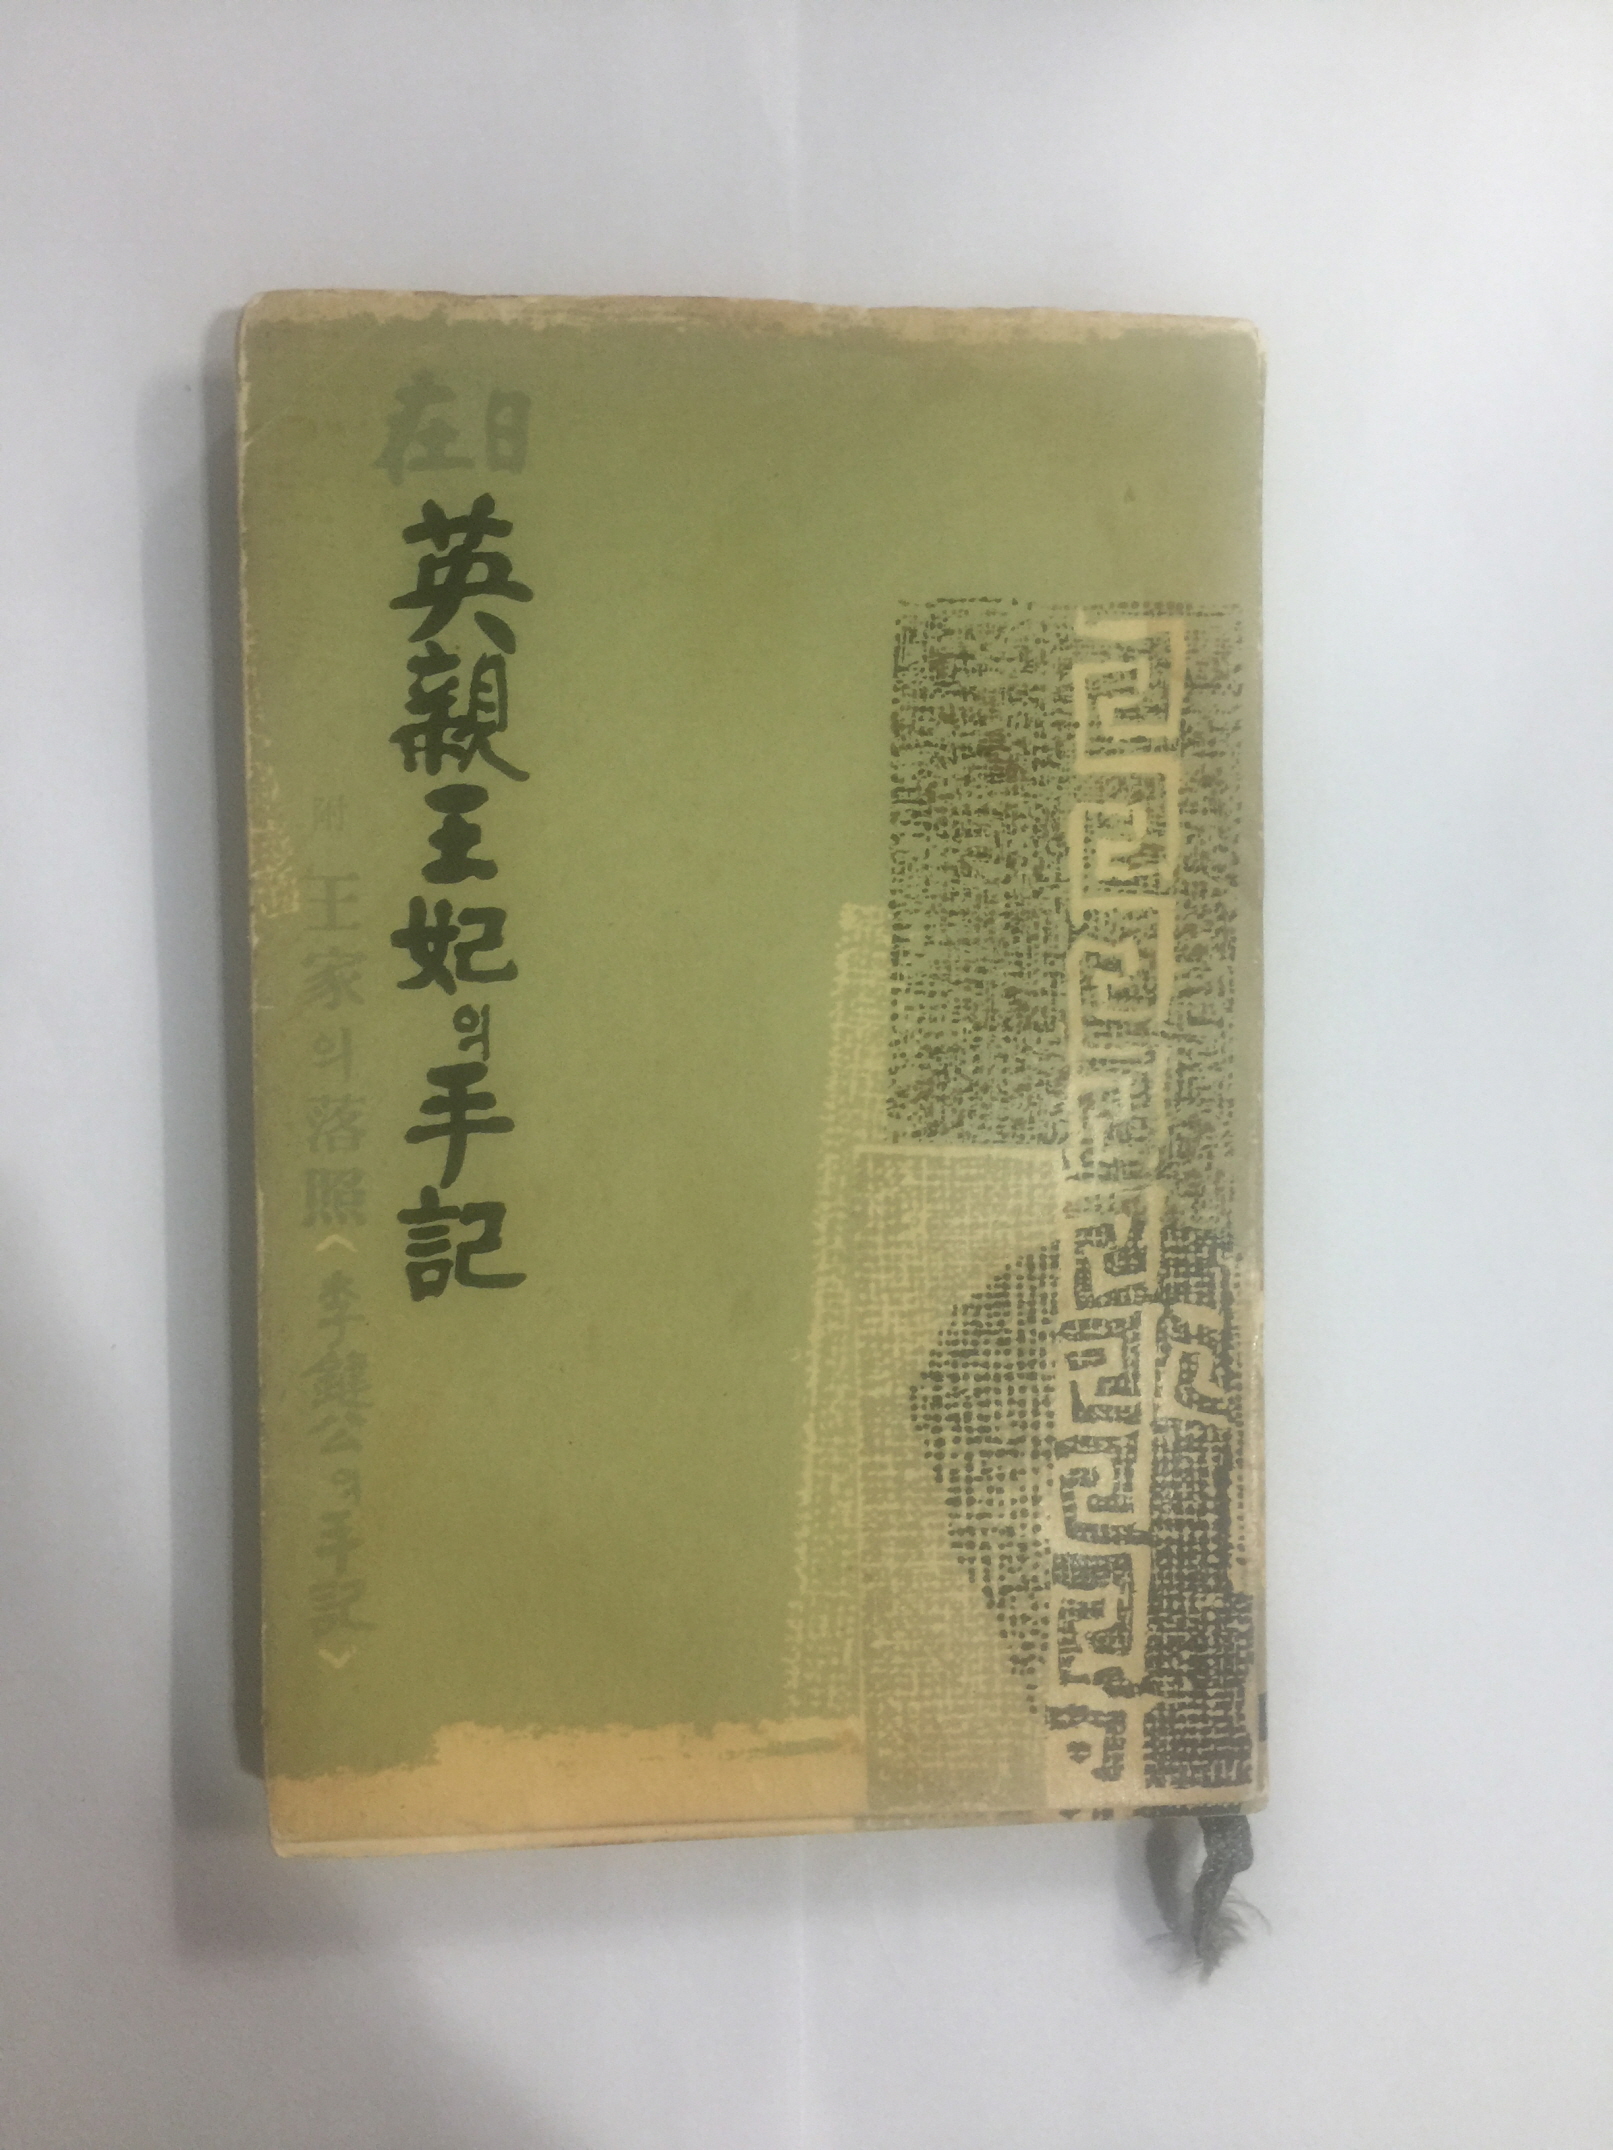 在日
英親王妃의手記
附 王家의落照<李鍵公의手記>